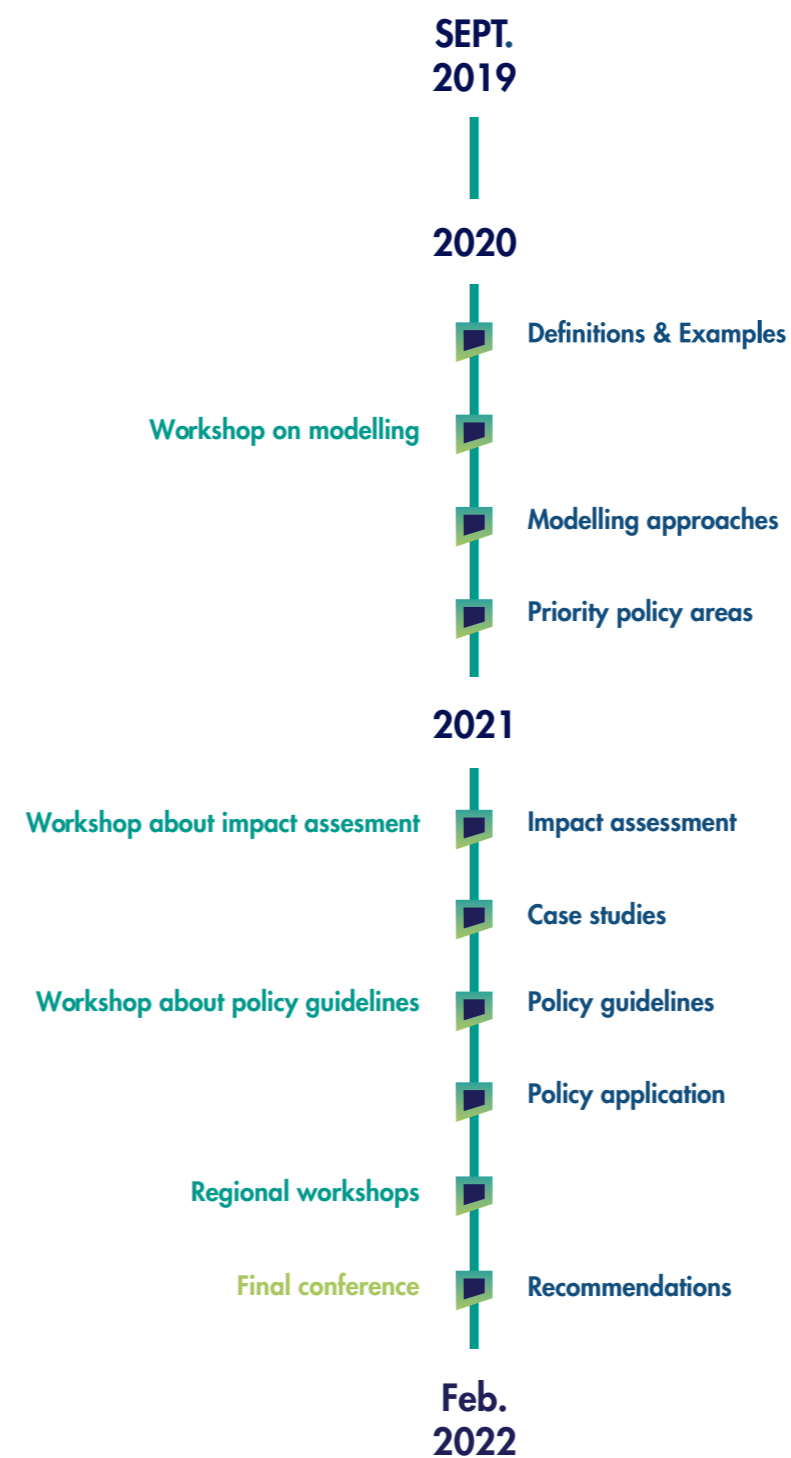 SEPT.
2019
2020
Definitions & Examples
Workshop on modelling
Modelling approaches
Priority policy areas
2021
Workshop about impact assesment
Impact assessment
Case studies
Workshop about policy guidelines
Policy guidelines
Policy application
Regional workshops
Final conference
Recommendations
Feb.
2022